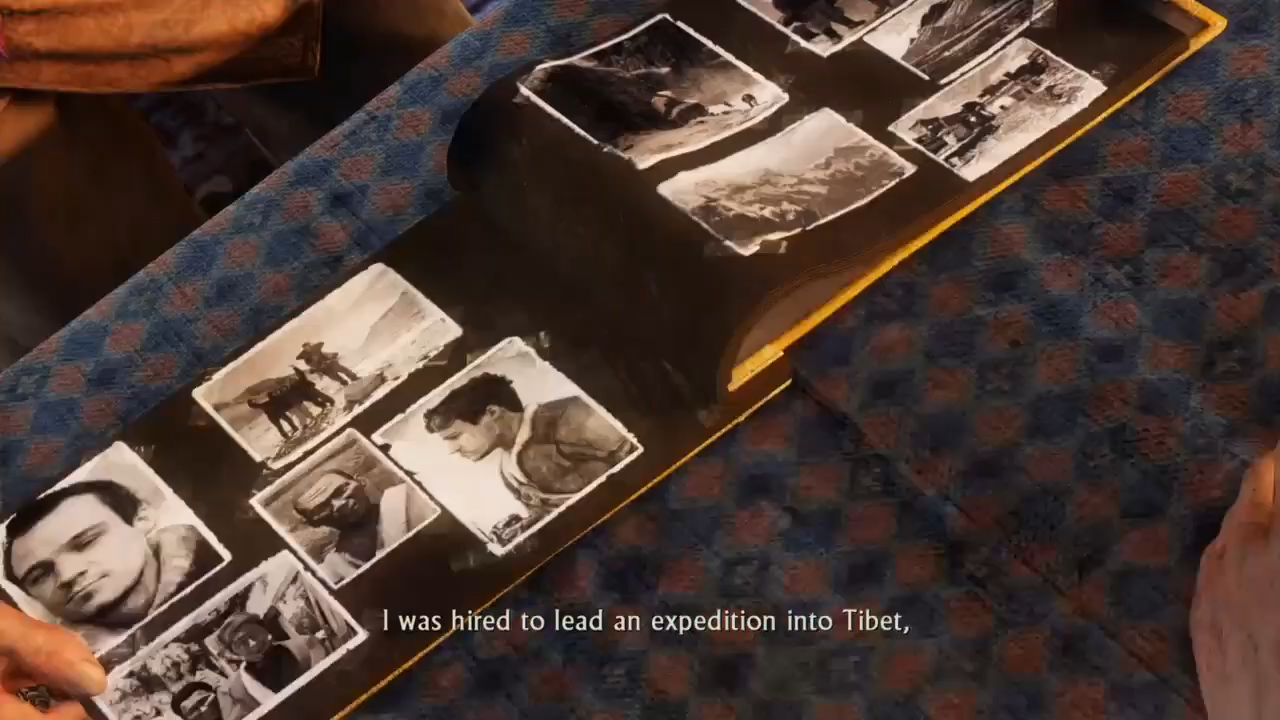 I was hired to lead an expedition into Tibet,